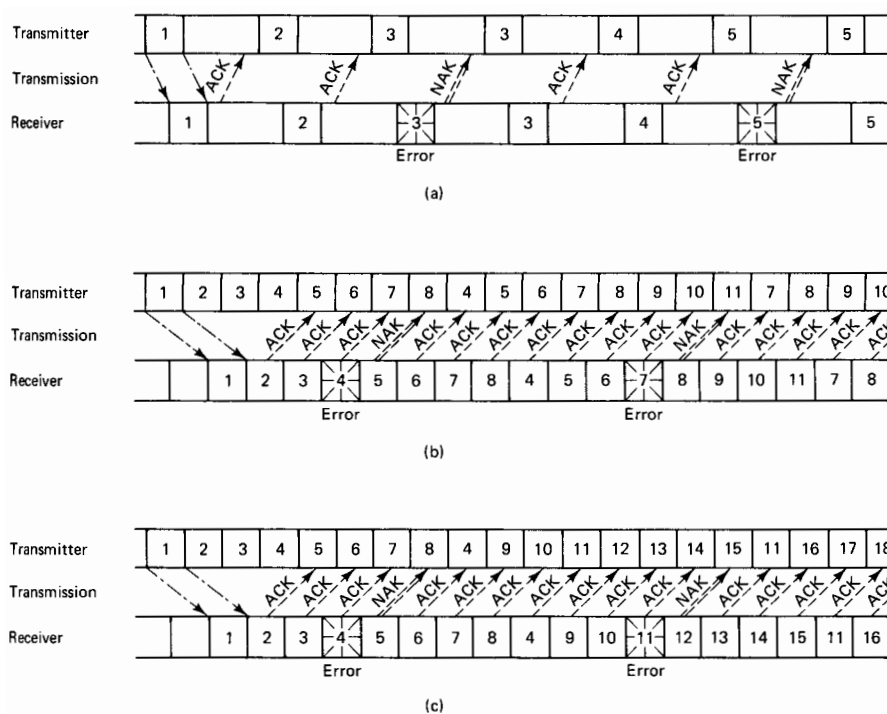 Transmitter 1 2 3 3 4 5 5
Transmission ACK ACK NAK ACK ACK NAK
Receiver 1 2 3 3 4 5 5
Error Error
(a)
Transmitter 1 2 3 4 5 6 7 8 4 5 6 7 8 9 10 11 7 8 9 10
Transmission ACK ACK ACK NAK ACK ACK ACK ACK ACK ACK ACK NAK ACK ACK ACK ACK ACK
Receiver 1 2 3 4 5 6 7 8 4 5 6 7 8 9 10 11 7 8
Error Error
(b)
Transmitter 1 2 3 4 5 6 7 8 4 9 10 11 12 13 14 15 11 16 17 18
Transmission ACK ACK ACK NAK ACK ACK ACK ACK ACK ACK ACK NAK ACK ACK ACK ACK ACK
Receiver 1 2 3 4 5 6 7 8 4 9 10 11 12 13 14 15 11 16
Error Error
(c)